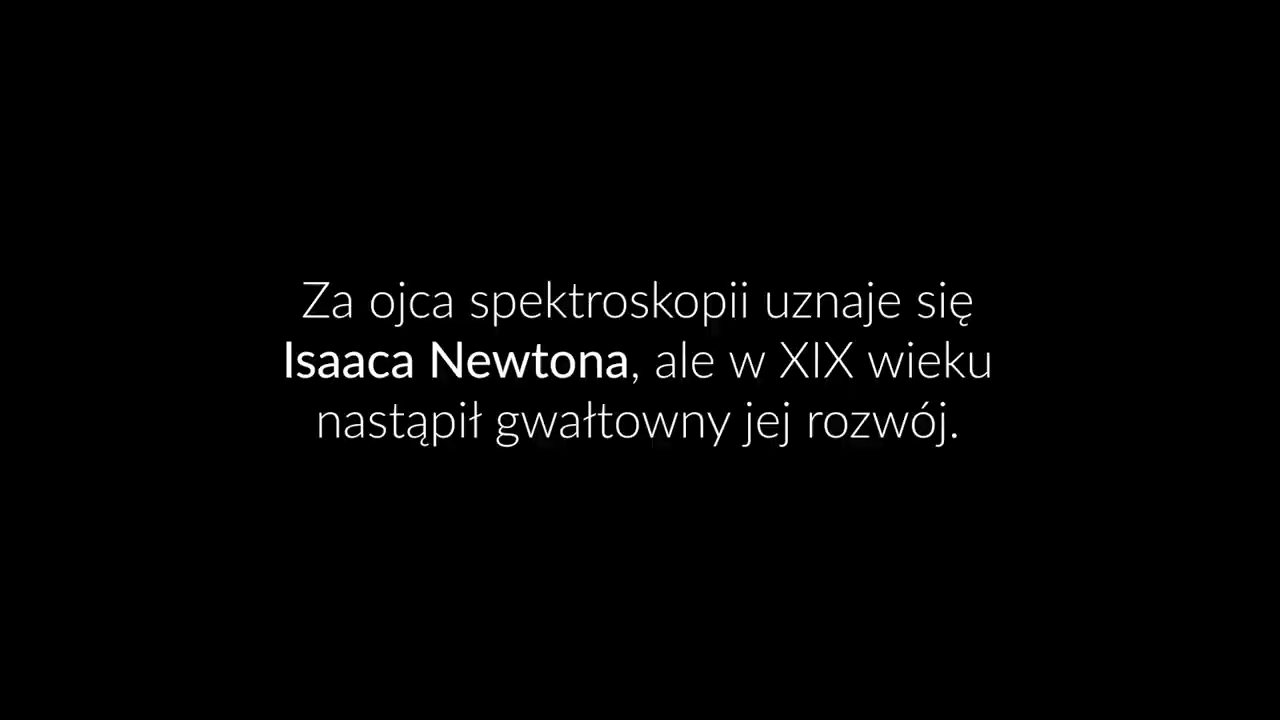 Za ojca spektroskopii uznaje się
Isaaca Newtona, ale w XIX wieku
nastąpił gwałtowny jej rozwój.